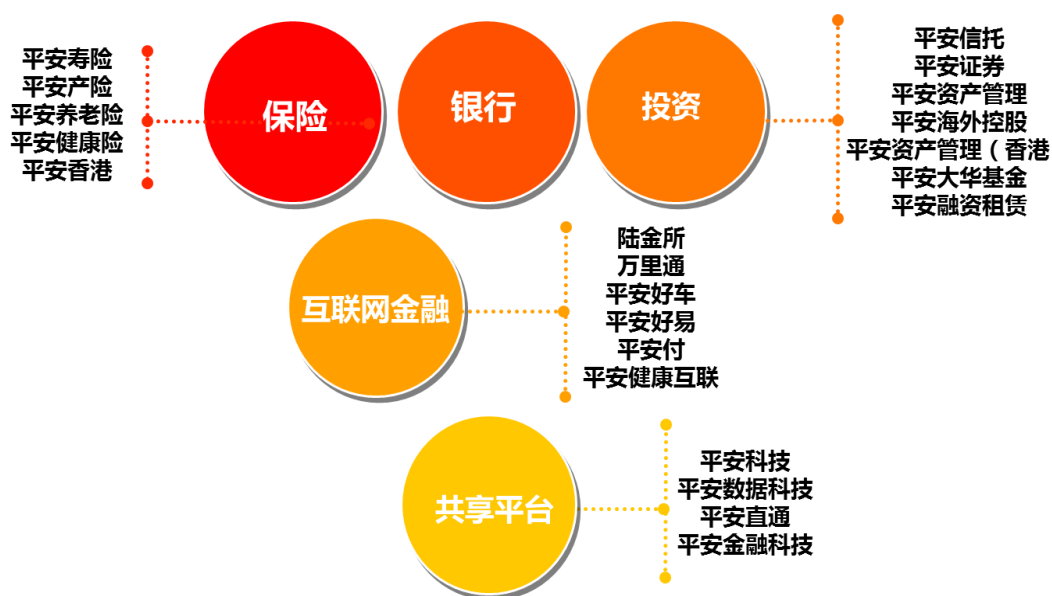 平安寿险
平安产险
平安养老险
平安健康险
平安香港
保险
银行
投资
平安信托
平安证券
平安资产管理
平安海外控股
平安资产管理（香港
平安大华基金
平安融资租赁
互联网金融
陆金所
万里通
平安好车
平安好易
平安付
平安健康互联
共享平台
平安科技
平安数据科技
平安直通
平安金融科技